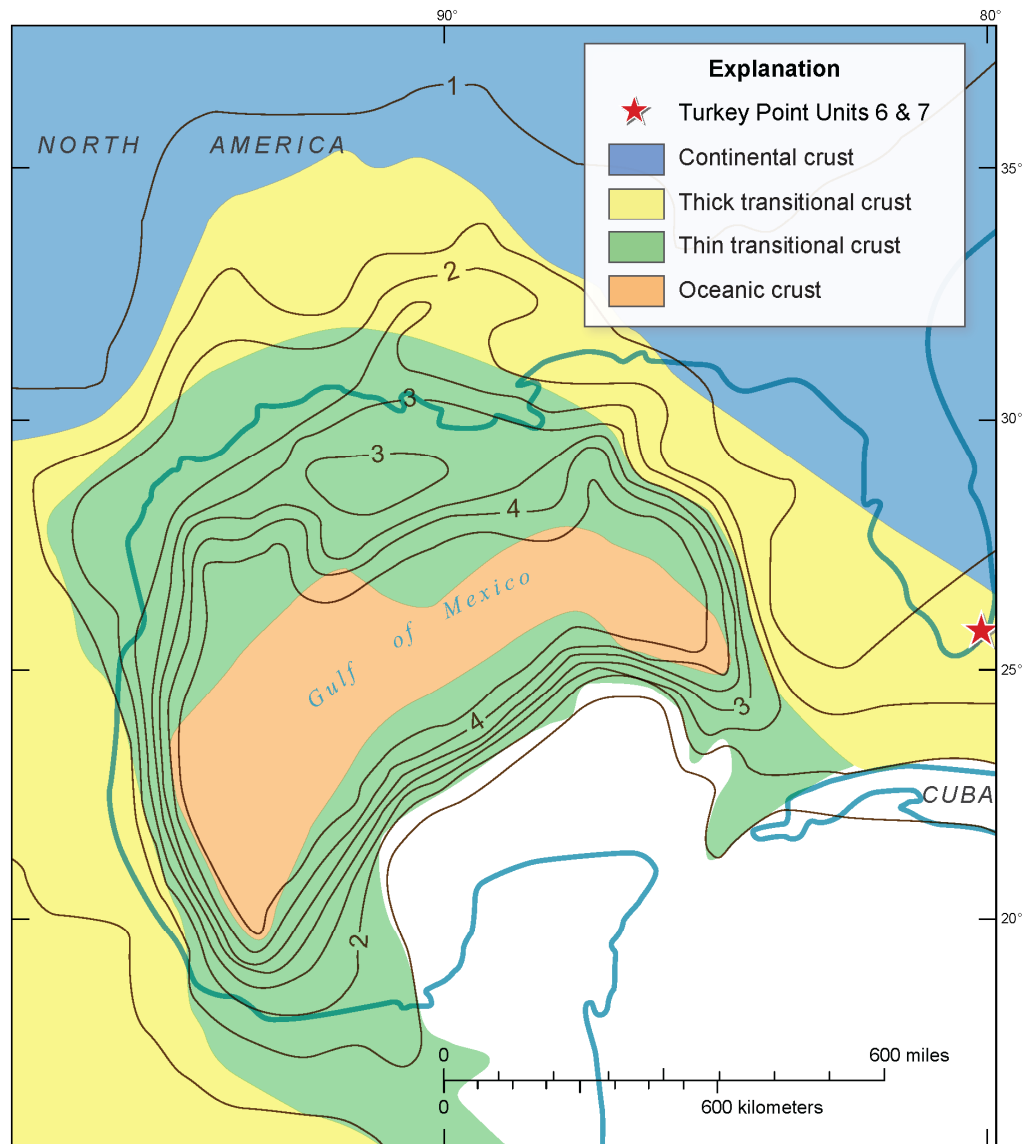 90°
80°
Explanation
Turkey Point Units 6 & 7
Continental crust
Thick transitional crust
Thin transitional crust
Oceanic crust
1
NORTH AMERICA
35°
2
3
30°
3
4
Gulf of Mexico
25°
3
4
CUBA
2
20°
0
600 miles
0
600 kilometers